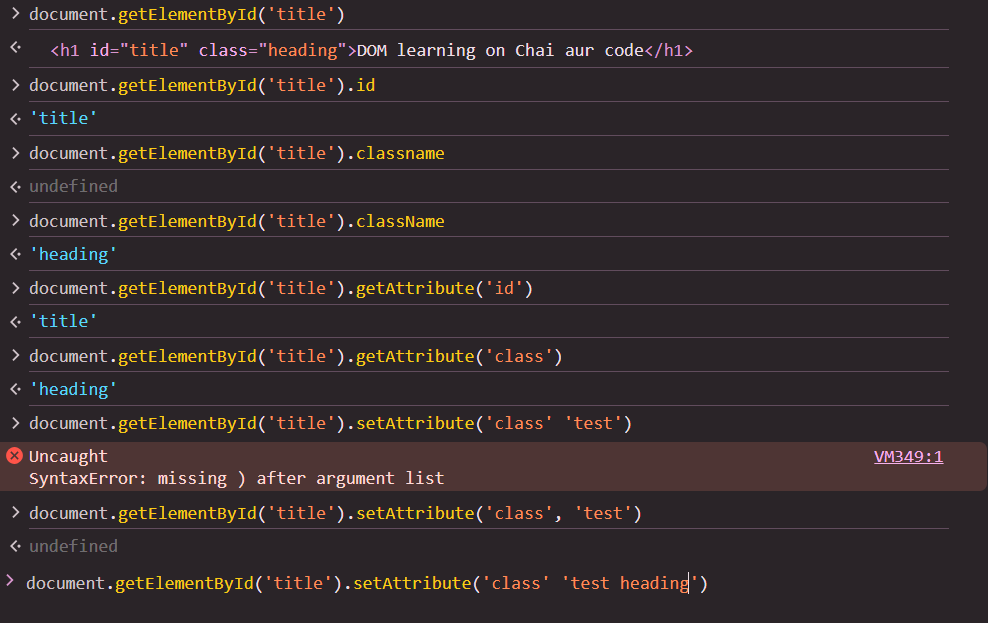 > document.getElementById('title')
<h1 id="title" class="heading">DOM learning on Chai aur code</h1>
> document.getElementById('title').id
'title'
> document.getElementById('title').classname
undefined
> document.getElementById('title').className
'heading'
> document.getElementById('title').getAttribute('id')
'title'
> document.getElementById('title').getAttribute('class')
'heading'
> document.getElementById('title').setAttribute('class' 'test')
Uncaught VM349:1
SyntaxError: missing ) after argument list
> document.getElementById('title').setAttribute('class', 'test')
undefined
> document.getElementById('title').setAttribute('class' 'test heading')